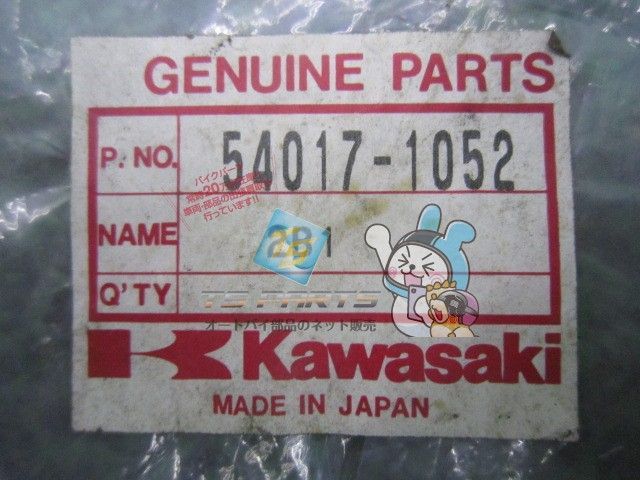 GENUINE PARTS
P. NO. 54017-1052
NAME 2B1
Q'TY
TS PARTS
オートバイ部品のネット販売
Kawasaki
MADE IN JAPAN